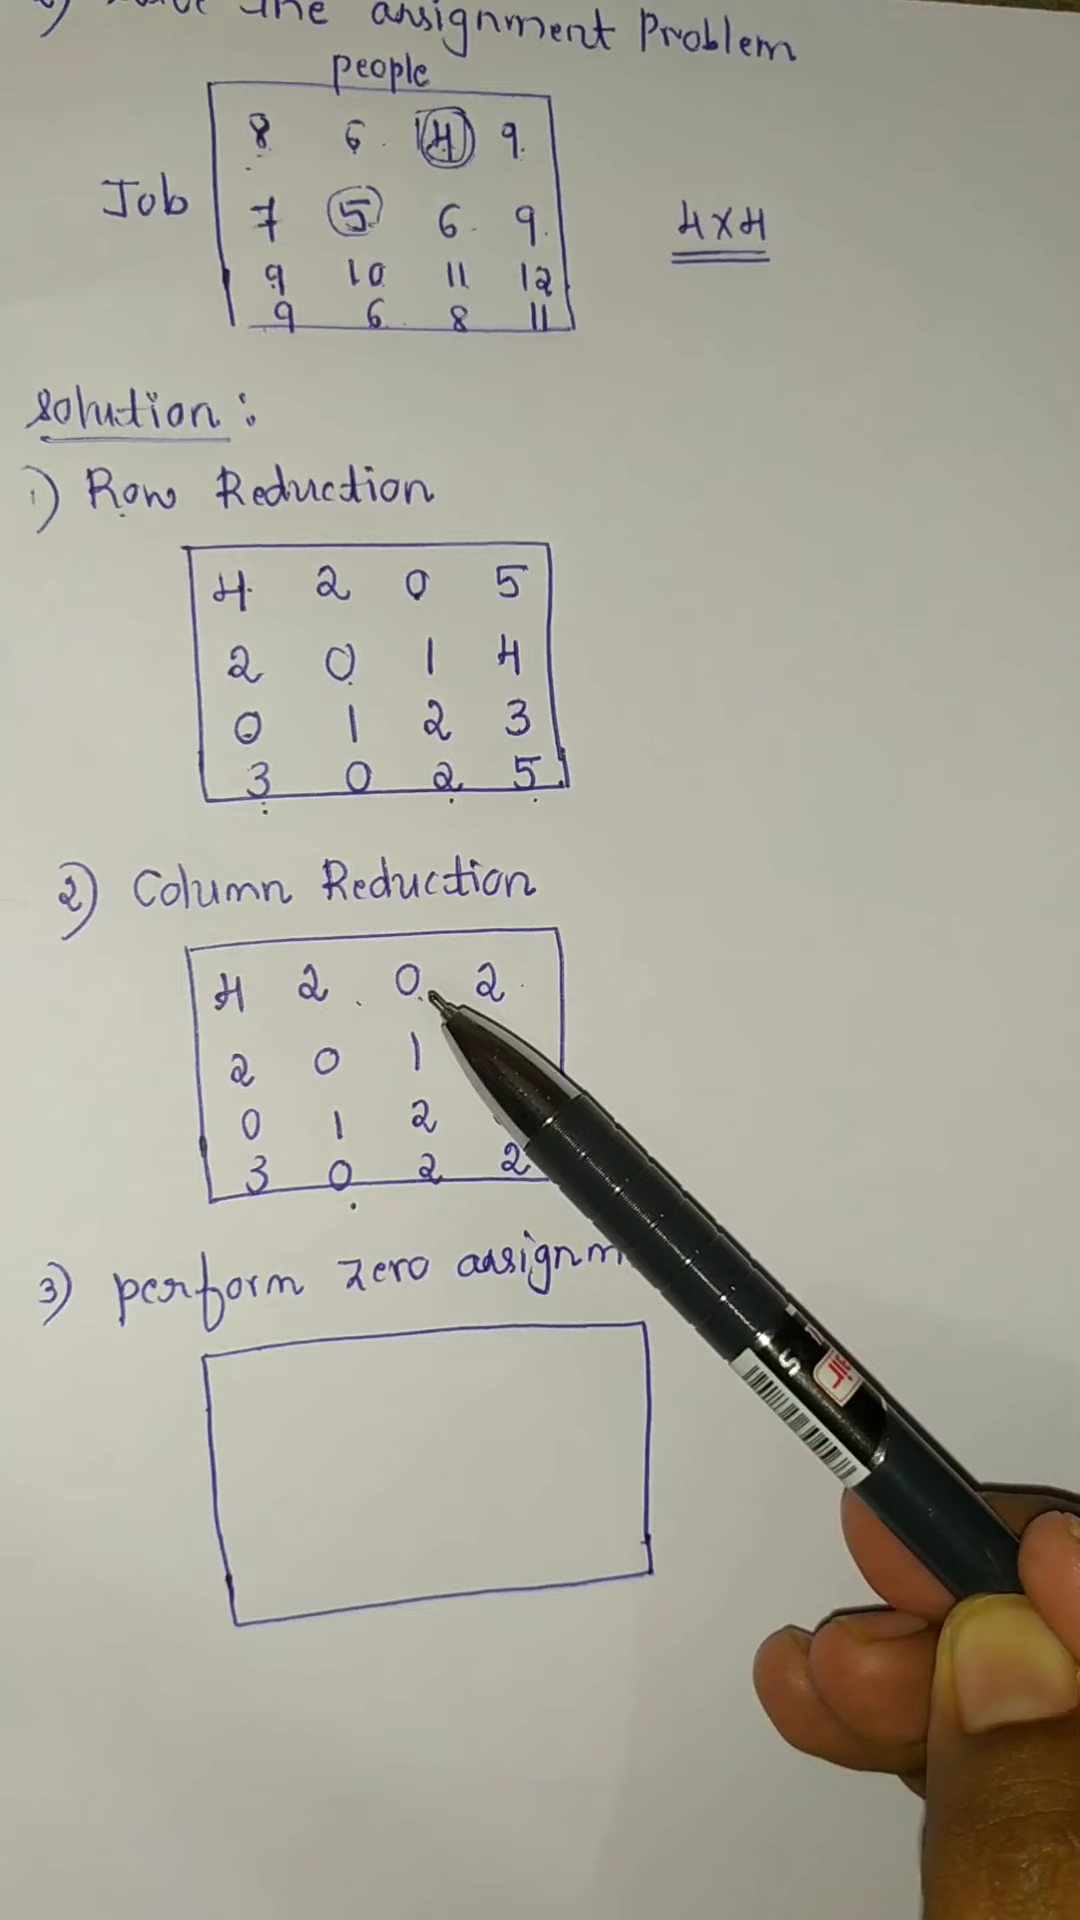 the assignment Problem
people
8 6 4 9
Job
7 5 6 9
4x4
9 10 11 12
9 6 8 11
Solution:
1) Row Reduction
4 2 0 5
2 0 1 4
0 1 2 3
3 0 2 5
2) Column Reduction
4 2 0 2
2 0 1
0 1 2
3 0 2 2
3) perform zero